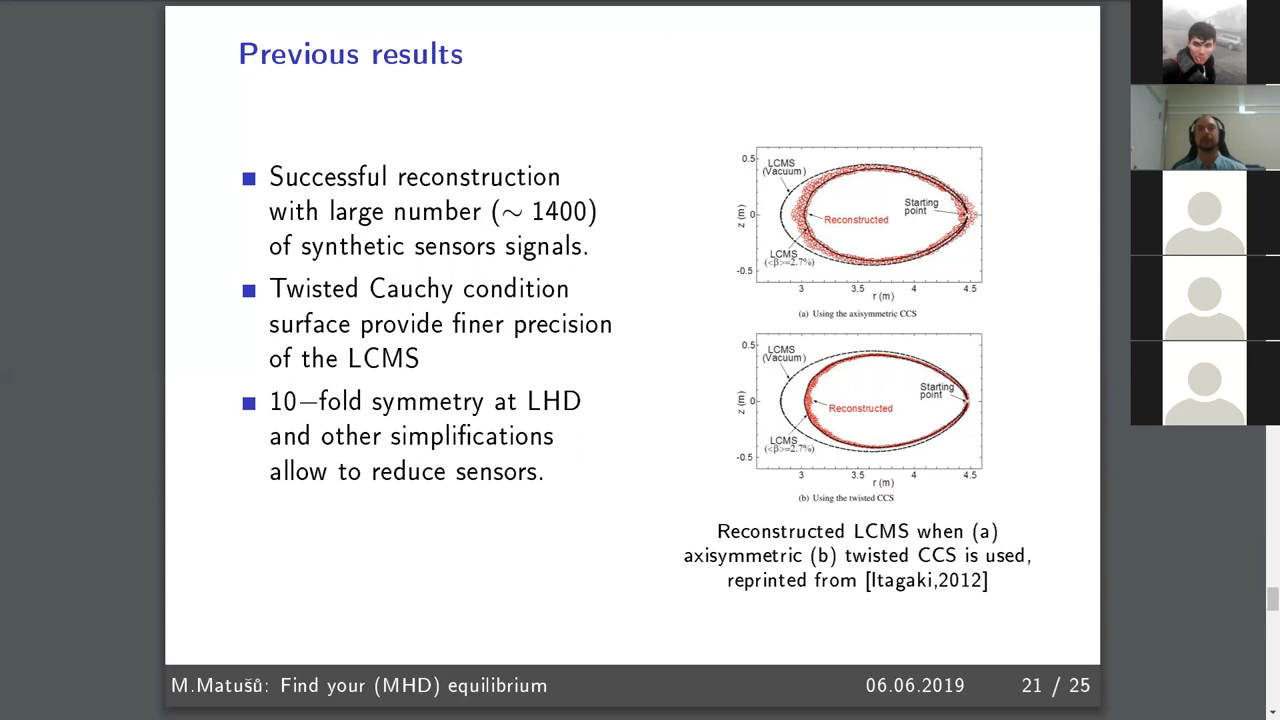 Previous results
■ Successful reconstruction
with large number (∼ 1400)
of synthetic sensors signals.
■ Twisted Cauchy condition
surface provide finer precision
of the LCMS
■ 10−fold symmetry at LHD
and other simplifications
allow to reduce sensors.
0.5
0
-0.5
z (m)
LCMS
(Vacuum)
Starting
point
Reconstructed
LCMS
(<β>=2.7%)
3 3.5 4 4.5
r (m)
(a) Using the axisymmetric CCS
0.5
0
-0.5
z (m)
LCMS
(Vacuum)
Starting
point
Reconstructed
LCMS
(<β>=2.7%)
3 3.5 4 4.5
r (m)
(b) Using the twisted CCS
Reconstructed LCMS when (a)
axisymmetric (b) twisted CCS is used,
reprinted from [Itagaki,2012]
M.Matušů: Find your (MHD) equilibrium 06.06.2019 21 / 25